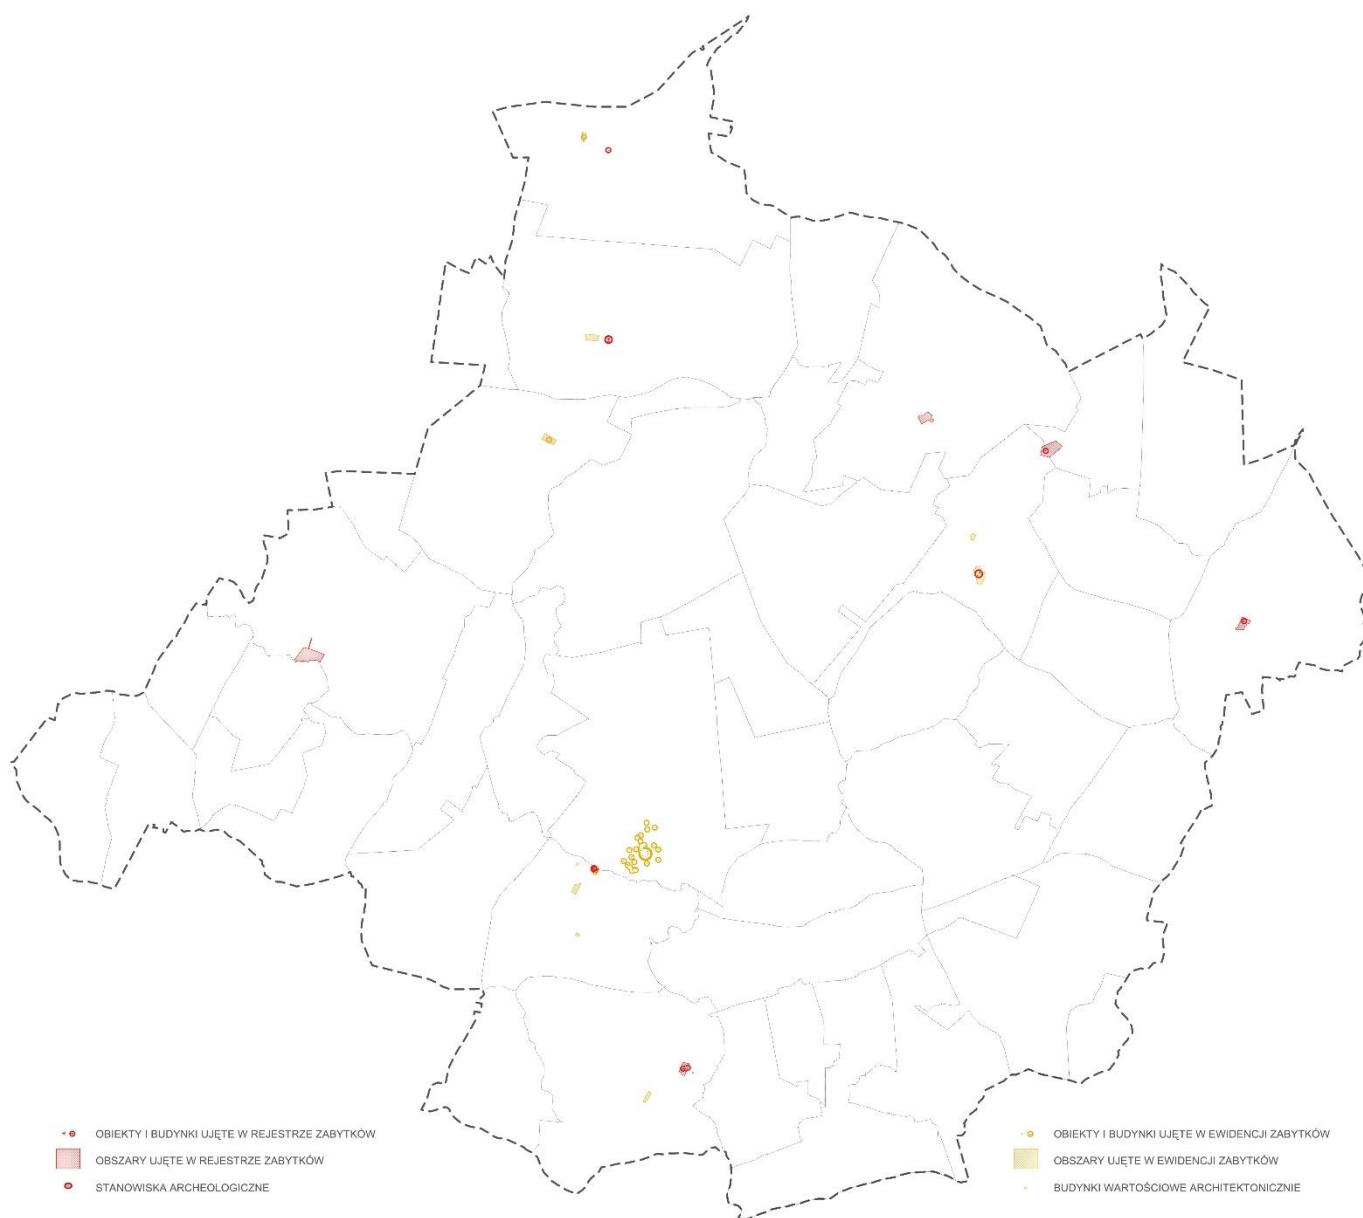 OBIEKTY I BUDYNKI UJĘTE W REJESTRZE ZABYTKÓW
OBSZARY UJĘTE W REJESTRZE ZABYTKÓW
STANOWISKA ARCHEOLOGICZNE
OBIEKTY I BUDYNKI UJĘTE W EWIDENCJI ZABYTKÓW
OBSZARY UJĘTE W EWIDENCJI ZABYTKÓW
BUDYNKI WARTOŚCIOWE ARCHITEKTONICZNIE